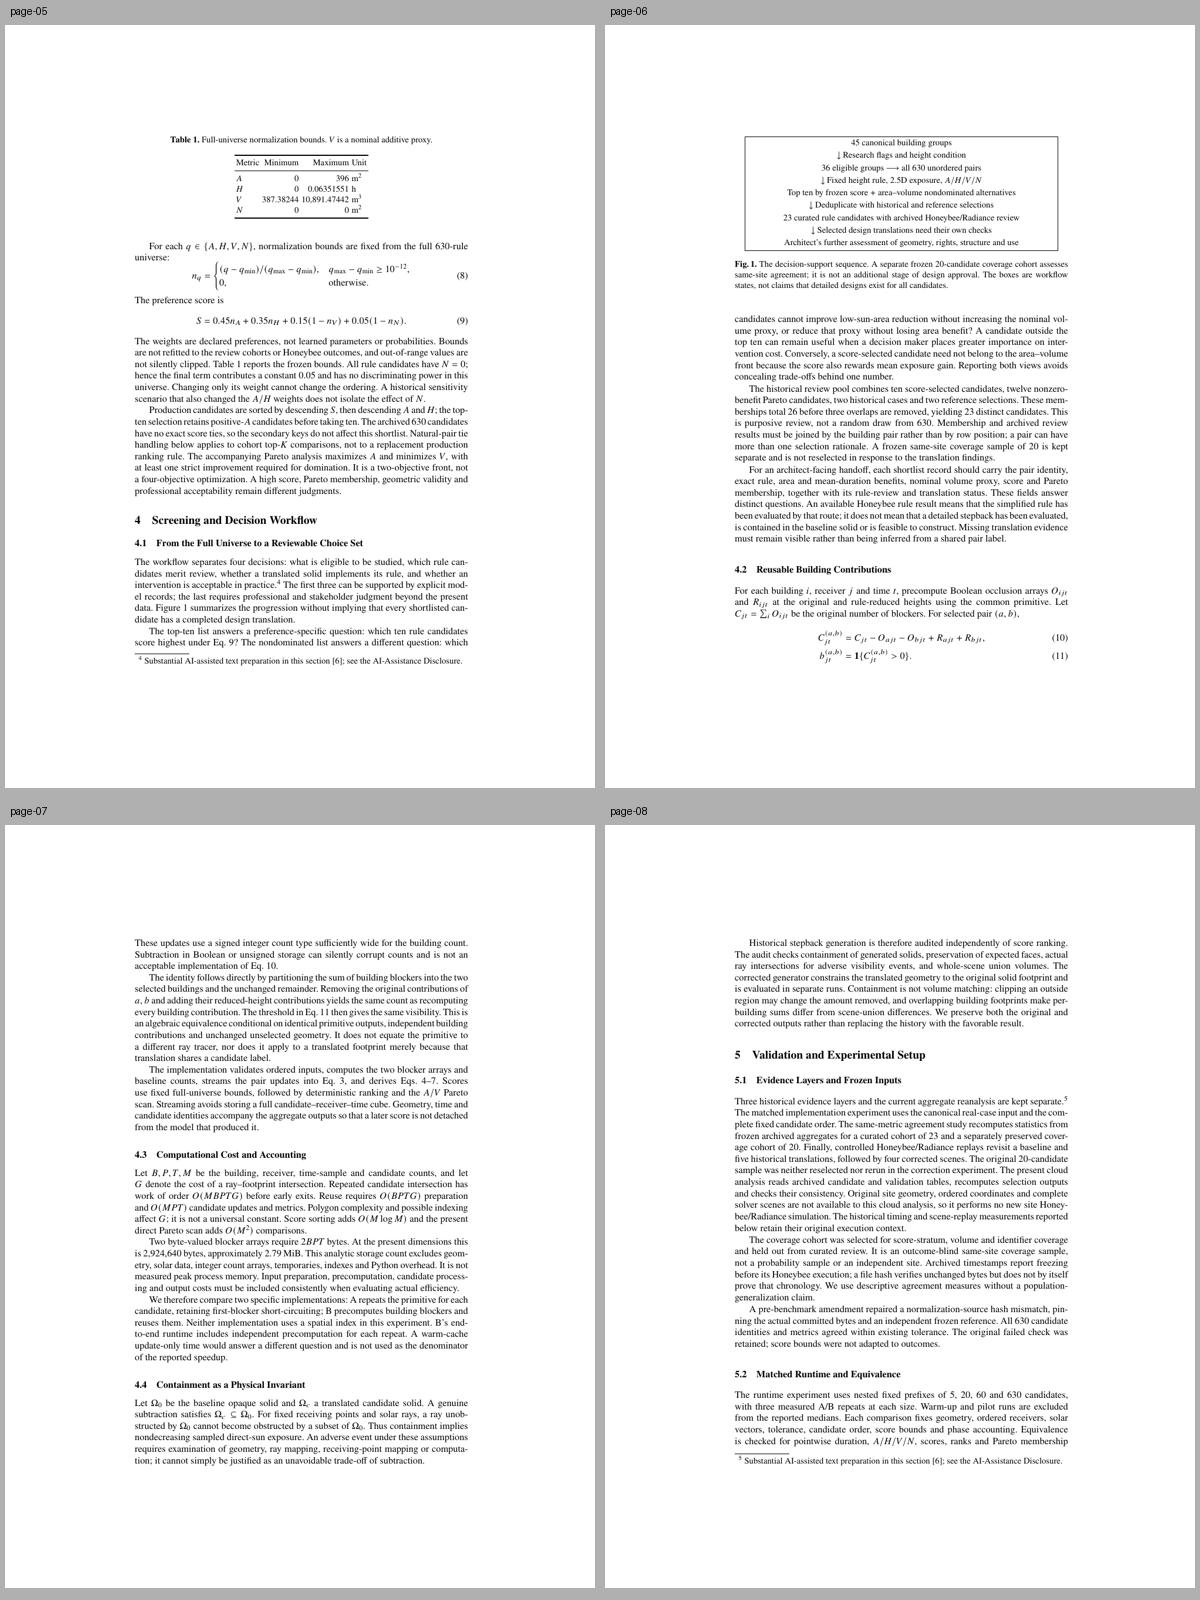 page-05
Table 1. Full-universe normalization bounds. V is a nominal additive proxy.
Metric Minimum Maximum Unit
A 0 396 m²
H 0 0.06351551 h
V 387.38244 10,891.47442 m³
N 0 0 m²
For each q ∈ {A, H, V, N}, normalization bounds are fixed from the full 630-rule
universe:
n_q = { (q − q_min)/(q_max − q_min), q_max − q_min ≥ 10⁻¹², 0, otherwise. (8)
The preference score is
S = 0.45n_A + 0.35n_H + 0.15(1 − n_V) + 0.05(1 − n_N). (9)
The weights are declared preferences, not learned parameters or probabilities. Bounds
are not refitted to the review cohorts or Honeybee outcomes, and out-of-range values are
not silently clipped. Table 1 reports the frozen bounds. All rule candidates have N = 0;
hence the final term contributes a constant 0.05 and has no discriminating power in this
universe. Changing only its weight cannot change the ordering. A historical sensitivity
scenario that also changed the A/H weights does not isolate the effect of N.
Production candidates are sorted by descending S, then descending A and H; the top-
ten selection retains positive-A candidates before taking ten. The archived 630 candidates
have no exact score ties, so the secondary keys do not affect this shortlist. Natural-pair tie
handling below applies to cohort top-K comparisons, not to a replacement production
ranking rule. The accompanying Pareto analysis maximizes A and minimizes V, with
at least one strict improvement required for domination. It is a two-objective front, not
a four-objective optimization. A high score, Pareto membership, geometric validity and
professional acceptability remain different judgments.
4 Screening and Decision Workflow
4.1 From the Full Universe to a Reviewable Choice Set
The workflow separates four decisions: what is eligible to be studied, which rule can-
didates merit review, whether a translated solid implements its rule, and whether an
intervention is acceptable in practice.⁴ The first three can be supported by explicit mod-
el records; the last requires professional and stakeholder judgment beyond the present
data. Figure 1 summarizes the progression without implying that every shortlisted can-
didate has a completed design translation.
The top-ten list answers a preference-specific question: which ten rule candidates
score highest under Eq. 9? The nondominated list answers a different question: which
⁴ Substantial AI-assisted text preparation in this section [6]; see the AI-Assistance Disclosure.
page-06
45 canonical building groups
↓ Research flags and height condition
36 eligible groups ⟶ all 630 unordered pairs
↓ Fixed height rule, 2.5D exposure, A/H/V/N
Top ten by frozen score + area–volume nondominated alternatives
↓ Deduplicate with historical and reference selections
23 curated rule candidates with archived Honeybee/Radiance review
↓ Selected design translations need their own checks
Architect's further assessment of geometry, rights, structure and use
Fig. 1. The decision-support sequence. A separate frozen 20-candidate coverage cohort assesses
same-site agreement; it is not an additional stage of design approval. The boxes are workflow
states, not claims that detailed designs exist for all candidates.
candidates cannot improve low-sun-area reduction without increasing the nominal vol-
ume proxy, or reduce that proxy without losing area benefit? A candidate outside the
top ten can remain useful when a decision maker places greater importance on inter-
vention cost. Conversely, a score-selected candidate need not belong to the area–volume
front because the score also rewards mean exposure gain. Reporting both views avoids
concealing trade-offs behind one number.
The historical review pool combines ten score-selected candidates, twelve nonzero-
benefit Pareto candidates, two historical cases and two reference selections. These mem-
berships total 26 before three overlaps are removed, yielding 23 distinct candidates. This
is purposive review, not a random draw from 630. Membership and archived review
results must be joined by the building pair rather than by row position; a pair can have
more than one selection rationale. A frozen same-site coverage sample of 20 is kept
separate and is not reselected in response to the translation findings.
For an architect-facing handoff, each shortlist record should carry the pair identity,
exact rule, area and mean-duration benefits, nominal volume proxy, score and Pareto
membership, together with its rule-review and translation status. These fields answer
distinct questions. An available Honeybee rule result means that the simplified rule has
been evaluated by that route; it does not mean that a detailed stepback has been evaluated,
is contained in the baseline solid or is feasible to construct. Missing translation evidence
must remain visible rather than being inferred from a shared pair label.
4.2 Reusable Building Contributions
For each building i, receiver j and time t, precompute Boolean occlusion arrays O_ijt
and R_ijt at the original and rule-reduced heights using the common primitive. Let
C_jt = Σ_i O_ijt be the original number of blockers. For selected pair (a, b),
C_jt^(a,b) = C_jt − O_ajt − O_bjt + R_ajt + R_bjt, (10)
b_jt^(a,b) = 1{C_jt^(a,b) > 0}. (11)
page-07
These updates use a signed integer count type sufficiently wide for the building count.
Subtraction in Boolean or unsigned storage can silently corrupt counts and is not an
acceptable implementation of Eq. 10.
The identity follows directly by partitioning the sum of building blockers into the two
selected buildings and the unchanged remainder. Removing the original contributions of
a, b and adding their reduced-height contributions yields the same count as recomputing
every building contribution. The threshold in Eq. 11 then gives the same visibility. This is
an algebraic equivalence conditional on identical primitive outputs, independent building
contributions and unchanged unselected geometry. It does not equate the primitive to
a different ray tracer, nor does it apply to a translated footprint merely because that
translation shares a candidate label.
The implementation validates ordered inputs, computes the two blocker arrays and
baseline counts, streams the pair updates into Eq. 3, and derives Eqs. 4–7. Scores
use fixed full-universe bounds, followed by deterministic ranking and the A/V Pareto
scan. Streaming avoids storing a full candidate–receiver–time cube. Geometry, time and
candidate identities accompany the aggregate outputs so that a later score is not detached
from the model that produced it.
4.3 Computational Cost and Accounting
Let B, P, T, M be the building, receiver, time-sample and candidate counts, and let
G denote the cost of a ray–footprint intersection. Repeated candidate intersection has
work of order O(MBPTG) before early exits. Reuse requires O(BPTG) preparation
and O(MPT) candidate updates and metrics. Polygon complexity and possible indexing
affect G; it is not a universal constant. Score sorting adds O(M log M) and the present
direct Pareto scan adds O(M²) comparisons.
Two byte-valued blocker arrays require 2BPT bytes. At the present dimensions this
is 2,924,640 bytes, approximately 2.79 MiB. This analytic storage count excludes geom-
etry, solar data, integer count arrays, temporaries, indexes and Python overhead. It is not
measured peak process memory. Input preparation, precomputation, candidate process-
ing and output costs must be included consistently when evaluating actual efficiency.
We therefore compare two specific implementations: A repeats the primitive for each
candidate, retaining first-blocker short-circuiting; B precomputes building blockers and
reuses them. Neither implementation uses a spatial index in this experiment. B's end-
to-end runtime includes independent precomputation for each repeat. A warm-cache
update-only time would answer a different question and is not used as the denominator
of the reported speedup.
4.4 Containment as a Physical Invariant
Let Ω₀ be the baseline opaque solid and Ω_c a translated candidate solid. A genuine
subtraction satisfies Ω_c ⊆ Ω₀. For fixed receiving points and solar rays, a ray unob-
structed by Ω₀ cannot become obstructed by a subset of Ω₀. Thus containment implies
nondecreasing sampled direct-sun exposure. An adverse event under these assumptions
requires examination of geometry, ray mapping, receiving-point mapping or computa-
tion; it cannot simply be justified as an unavoidable trade-off of subtraction.
page-08
Historical stepback generation is therefore audited independently of score ranking.
The audit checks containment of generated solids, preservation of expected faces, actual
ray intersections for adverse visibility events, and whole-scene union volumes. The
corrected generator constrains the translated geometry to the original solid footprint and
is evaluated in separate runs. Containment is not volume matching: clipping an outside
region may change the amount removed, and overlapping building footprints make per-
building sums differ from scene-union differences. We preserve both the original and
corrected outputs rather than replacing the history with the favorable result.
5 Validation and Experimental Setup
5.1 Evidence Layers and Frozen Inputs
Three historical evidence layers and the current aggregate reanalysis are kept separate.⁵
The matched implementation experiment uses the canonical real-case input and the com-
plete fixed candidate order. The same-metric agreement study recomputes statistics from
frozen archived aggregates for a curated cohort of 23 and a separately preserved cover-
age cohort of 20. Finally, controlled Honeybee/Radiance replays revisit a baseline and
five historical translations, followed by four corrected scenes. The original 20-candidate
sample was neither reselected nor rerun in the correction experiment. The present cloud
analysis reads archived candidate and validation tables, recomputes selection outputs
and checks their consistency. Original site geometry, ordered coordinates and complete
solver scenes are not available to this cloud analysis, so it performs no new site Honey-
bee/Radiance simulation. The historical timing and scene-replay measurements reported
below retain their original execution context.
The coverage cohort was selected for score-stratum, volume and identifier coverage
and held out from curated review. It is an outcome-blind same-site coverage sample,
not a probability sample or an independent site. Archived timestamps report freezing
before its Honeybee execution; a file hash verifies unchanged bytes but does not by itself
prove that chronology. We use descriptive agreement measures without a population-
generalization claim.
A pre-benchmark amendment repaired a normalization-source hash mismatch, pin-
ning the actual committed bytes and an independent frozen reference. All 630 candidate
identities and metrics agreed within existing tolerance. The original failed check was
retained; score bounds were not adapted to outcomes.
5.2 Matched Runtime and Equivalence
The runtime experiment uses nested fixed prefixes of 5, 20, 60 and 630 candidates,
with three measured A/B repeats at each size. Warm-up and pilot runs are excluded
from the reported medians. Each comparison fixes geometry, ordered receivers, solar
vectors, tolerance, candidate order, score bounds and phase accounting. Equivalence
is checked for pointwise duration, A/H/V/N, scores, ranks and Pareto membership
⁵ Substantial AI-assisted text preparation in this section [6]; see the AI-Assistance Disclosure.